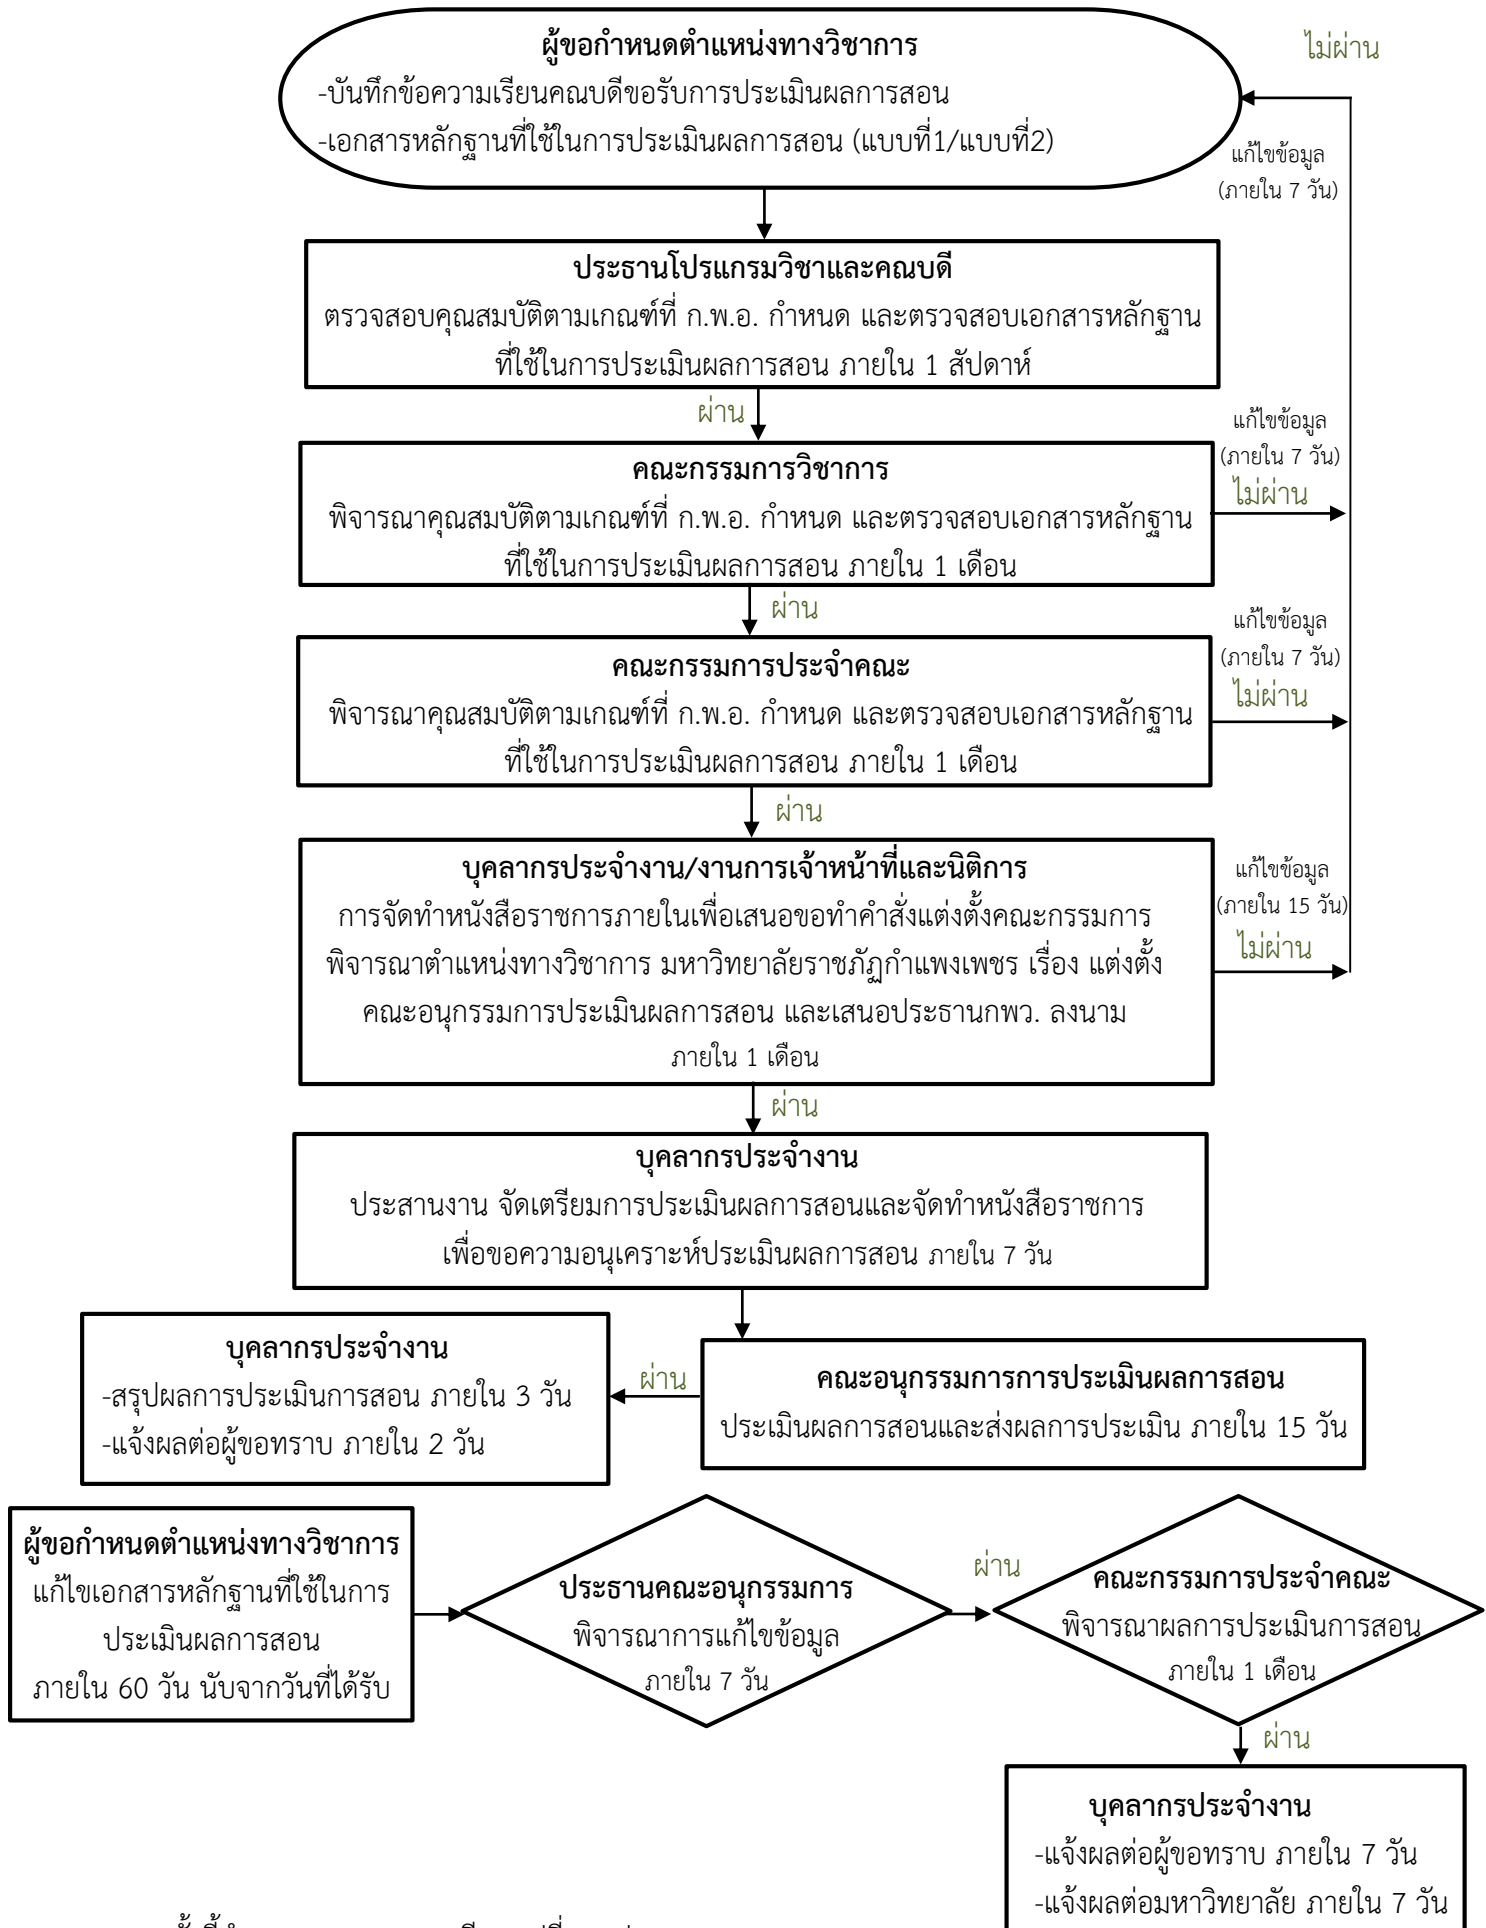 ผู้ขอกำหนดตำแหน่งทางวิชาการ
-บันทึกข้อความเรียนคณบดีขอรับการประเมินผลการสอน
-เอกสารหลักฐานที่ใช้ในการประเมินผลการสอน (แบบที่1/แบบที่2)
ไม่ผ่าน
แก้ไขข้อมูล
(ภายใน 7 วัน)
ประธานโปรแกรมวิชาและคณบดี
ตรวจสอบคุณสมบัติตามเกณฑ์ที่ ก.พ.อ. กำหนด และตรวจสอบเอกสารหลักฐาน
ที่ใช้ในการประเมินผลการสอน ภายใน 1 สัปดาห์
ผ่าน
คณะกรรมการวิชาการ
พิจารณาคุณสมบัติตามเกณฑ์ที่ ก.พ.อ. กำหนด และตรวจสอบเอกสารหลักฐาน
ที่ใช้ในการประเมินผลการสอน ภายใน 1 เดือน
แก้ไขข้อมูล
(ภายใน 7 วัน)
ไม่ผ่าน
ผ่าน
คณะกรรมการประจำคณะ
พิจารณาคุณสมบัติตามเกณฑ์ที่ ก.พ.อ. กำหนด และตรวจสอบเอกสารหลักฐาน
ที่ใช้ในการประเมินผลการสอน ภายใน 1 เดือน
แก้ไขข้อมูล
(ภายใน 7 วัน)
ไม่ผ่าน
ผ่าน
บุคลากรประจำงาน/งานการเจ้าหน้าที่และนิติการ
การจัดทำหนังสือราชการภายในเพื่อเสนอขอทำคำสั่งแต่งตั้งคณะกรรมการ
พิจารณาตำแหน่งทางวิชาการ มหาวิทยาลัยราชภัฏกำแพงเพชร เรื่อง แต่งตั้ง
คณะอนุกรรมการประเมินผลการสอน และเสนอประธานกพว. ลงนาม
ภายใน 1 เดือน
แก้ไขข้อมูล
(ภายใน 15 วัน)
ไม่ผ่าน
ผ่าน
บุคลากรประจำงาน
ประสานงาน จัดเตรียมการประเมินผลการสอนและจัดทำหนังสือราชการ
เพื่อขอความอนุเคราะห์ประเมินผลการสอน ภายใน 7 วัน
คณะอนุกรรมการการประเมินผลการสอน
ประเมินผลการสอนและส่งผลการประเมิน ภายใน 15 วัน
ผ่าน
บุคลากรประจำงาน
-สรุปผลการประเมินการสอน ภายใน 3 วัน
-แจ้งผลต่อผู้ขอทราบ ภายใน 2 วัน
ผู้ขอกำหนดตำแหน่งทางวิชาการ
แก้ไขเอกสารหลักฐานที่ใช้ในการ
ประเมินผลการสอน
ภายใน 60 วัน นับจากวันที่ได้รับ
ประธานคณะอนุกรรมการ
พิจารณาการแก้ไขข้อมูล
ภายใน 7 วัน
ผ่าน
คณะกรรมการประจำคณะ
พิจารณาผลการประเมินการสอน
ภายใน 1 เดือน
ผ่าน
บุคลากรประจำงาน
-แจ้งผลต่อผู้ขอทราบ ภายใน 7 วัน
-แจ้งผลต่อมหาวิทยาลัย ภายใน 7 วัน